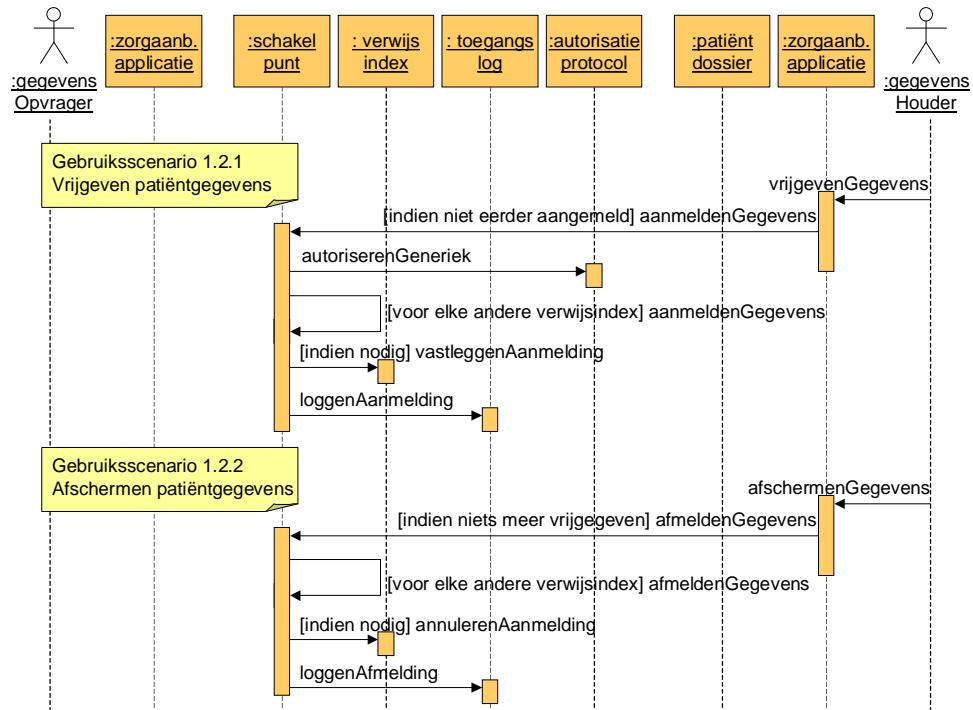 :zorgaanb.
applicatie
:schakel
punt
: verwijs
index
: toegangs
log
:autorisatie
protocol
:patiënt
dossier
:zorgaanb.
applicatie
:gegevens
Opvrager
:gegevens
Houder
Gebruiksscenario 1.2.1
Vrijgeven patiëntgegevens
vrijgevenGegevens
[indien niet eerder aangemeld] aanmeldenGegevens
autoriserenGeneriek
[voor elke andere verwijsindex] aanmeldenGegevens
[indien nodig] vastleggenAanmelding
loggenAanmelding
Gebruiksscenario 1.2.2
Afschermen patiëntgegevens
afschermenGegevens
[indien niets meer vrijgegeven] afmeldenGegevens
[voor elke andere verwijsindex] afmeldenGegevens
[indien nodig] annulerenAanmelding
loggenAfmelding